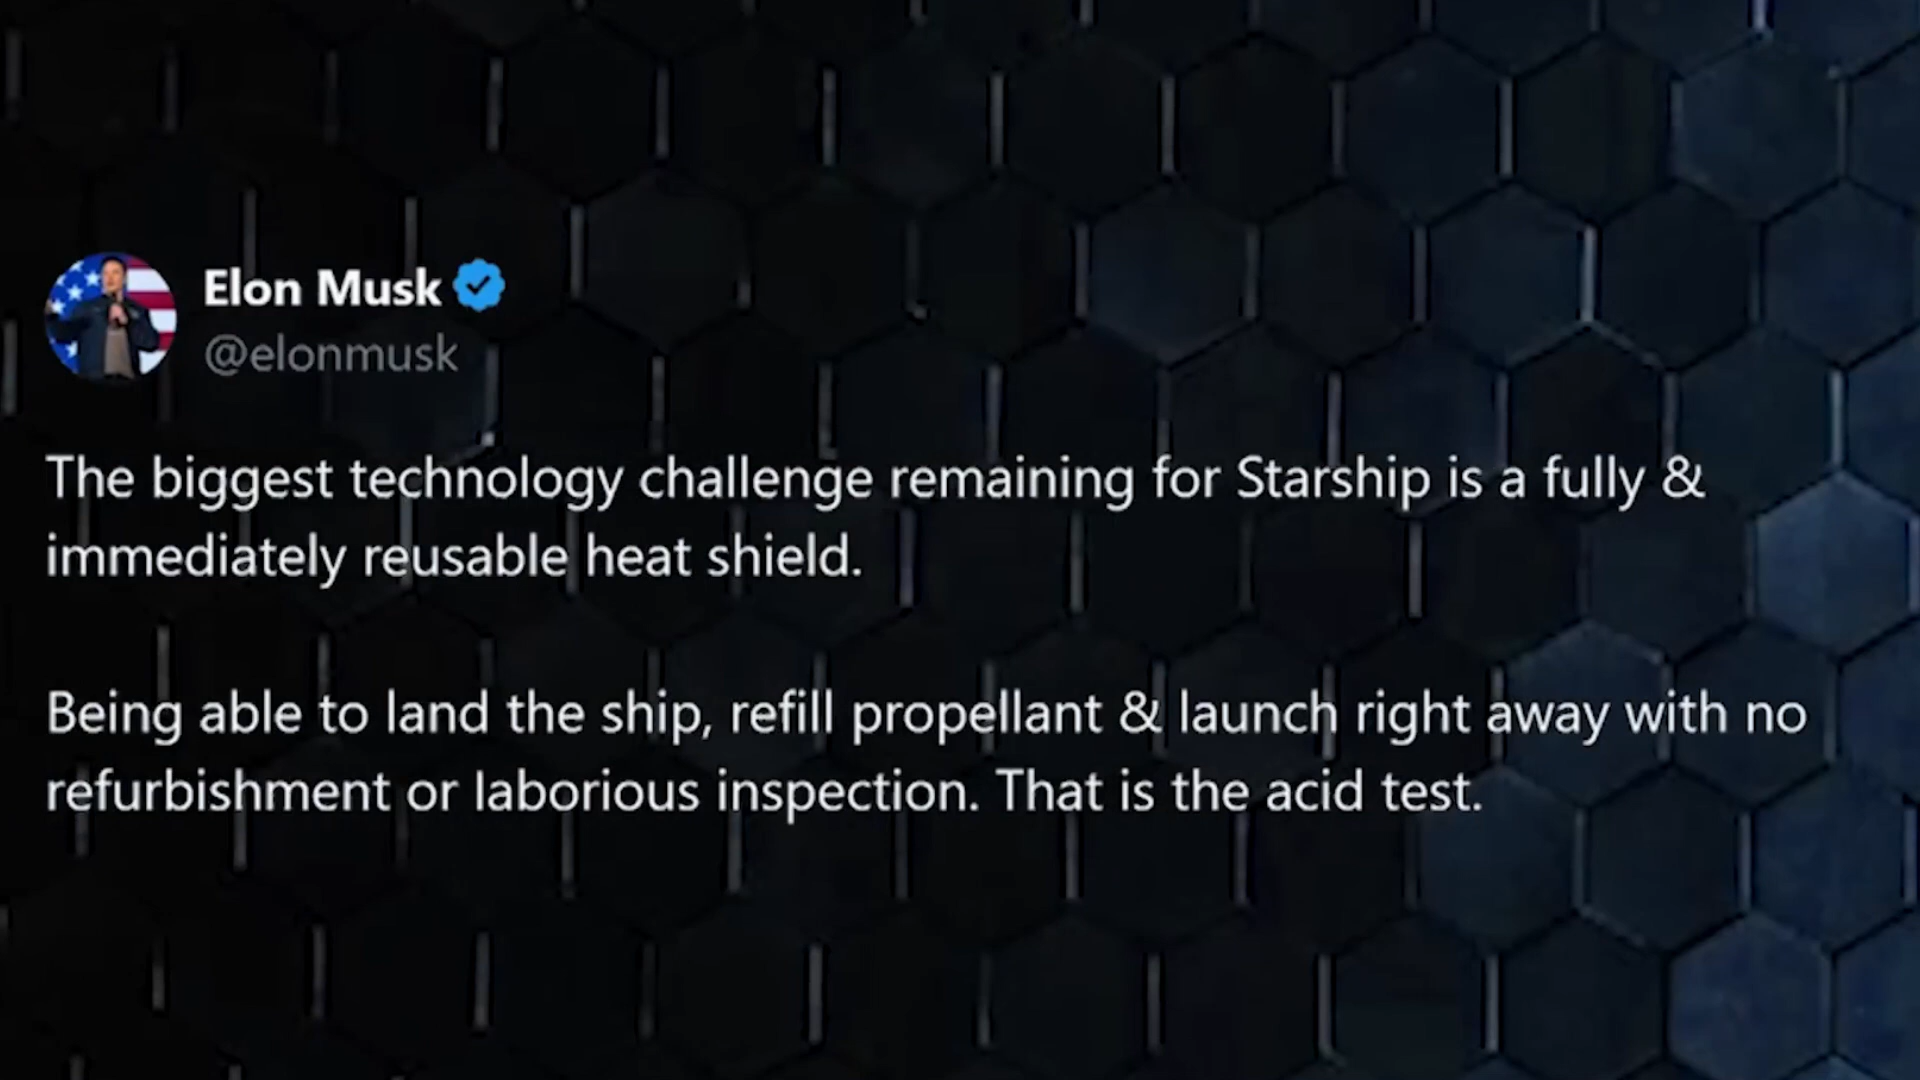 Elon Musk
@elonmusk
The biggest technology challenge remaining for Starship is a fully &
immediately reusable heat shield.
Being able to land the ship, refill propellant & launch right away with no
refurbishment or laborious inspection. That is the acid test.